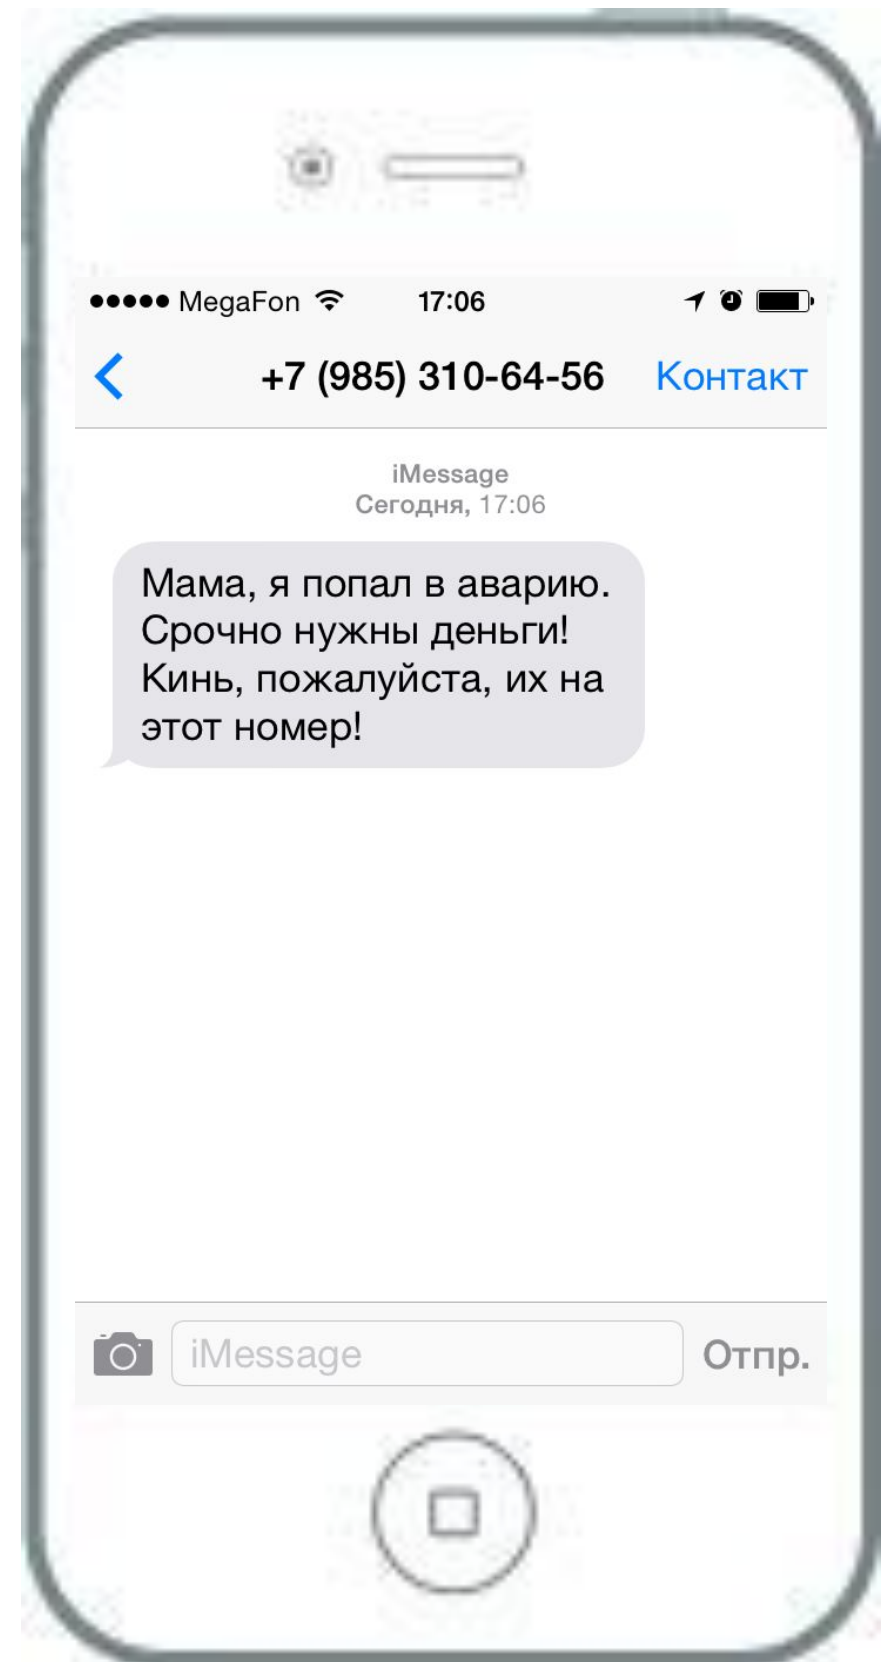 MegaFon 17:06
+7 (985) 310-64-56 Контакт
iMessage
Сегодня, 17:06
Мама, я попал в аварию.
Срочно нужны деньги!
Кинь, пожалуйста, их на
этот номер!
iMessage Отпр.